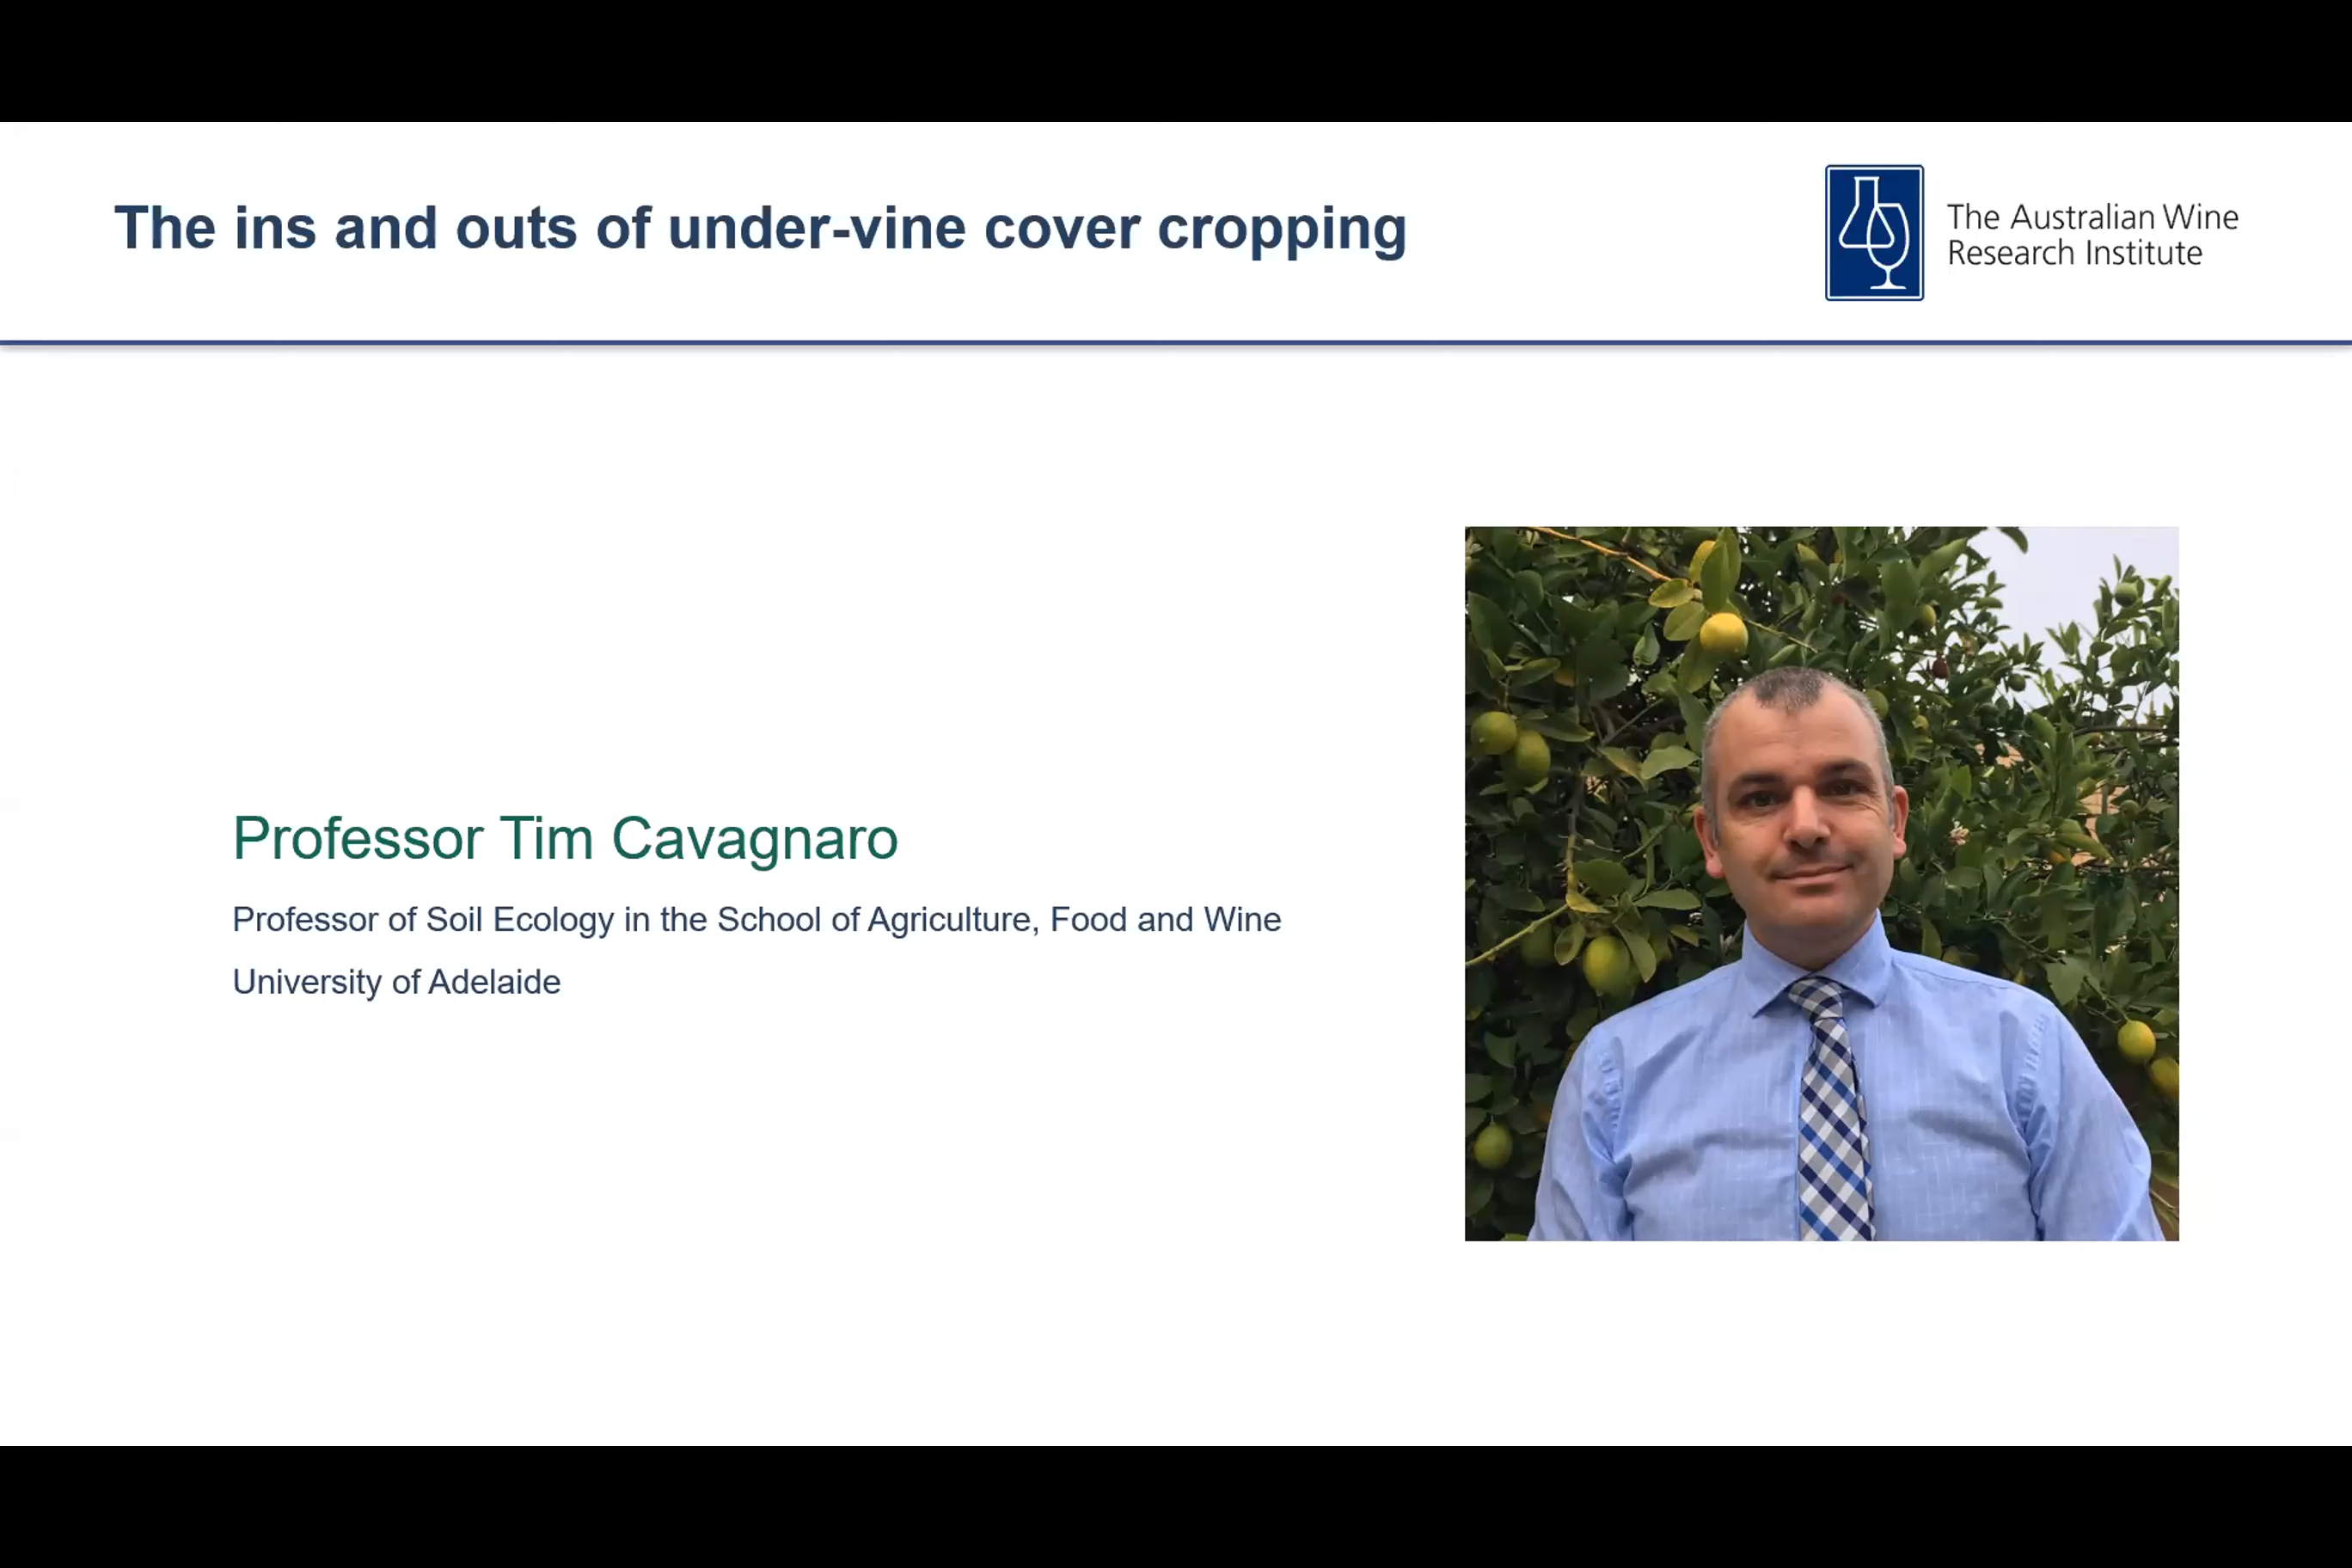 The ins and outs of under-vine cover cropping
The Australian Wine
Research Institute
Professor Tim Cavagnaro
Professor of Soil Ecology in the School of Agriculture, Food and Wine
University of Adelaide